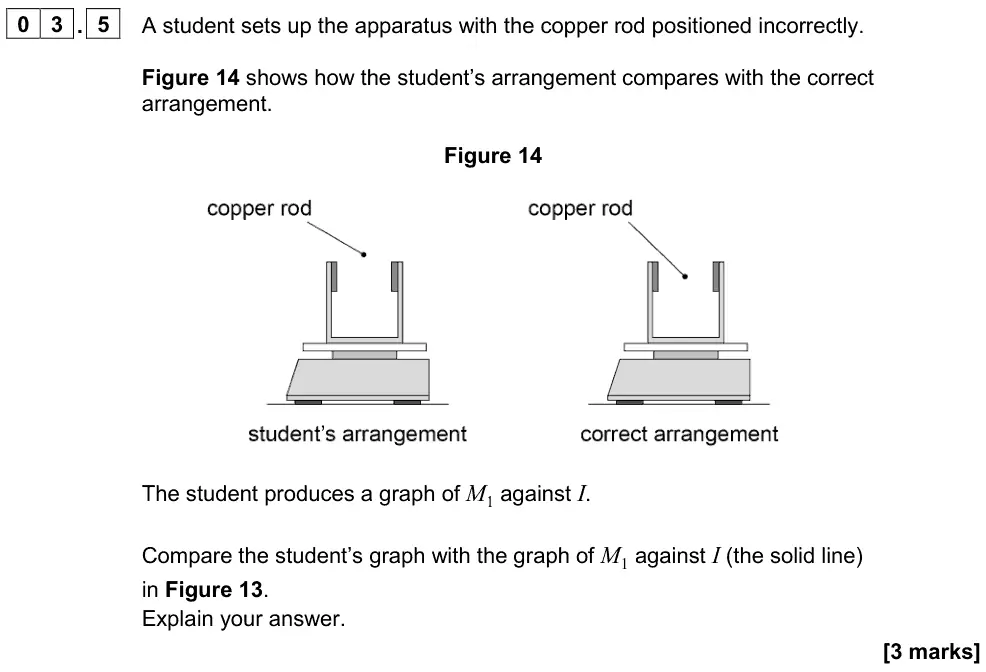 03.5 A student sets up the apparatus with the copper rod positioned incorrectly.
Figure 14 shows how the student's arrangement compares with the correct
arrangement.
Figure 14
copper rod
copper rod
student's arrangement
correct arrangement
The student produces a graph of M₁ against I.
Compare the student's graph with the graph of M₁ against I (the solid line)
in Figure 13.
Explain your answer.
[3 marks]